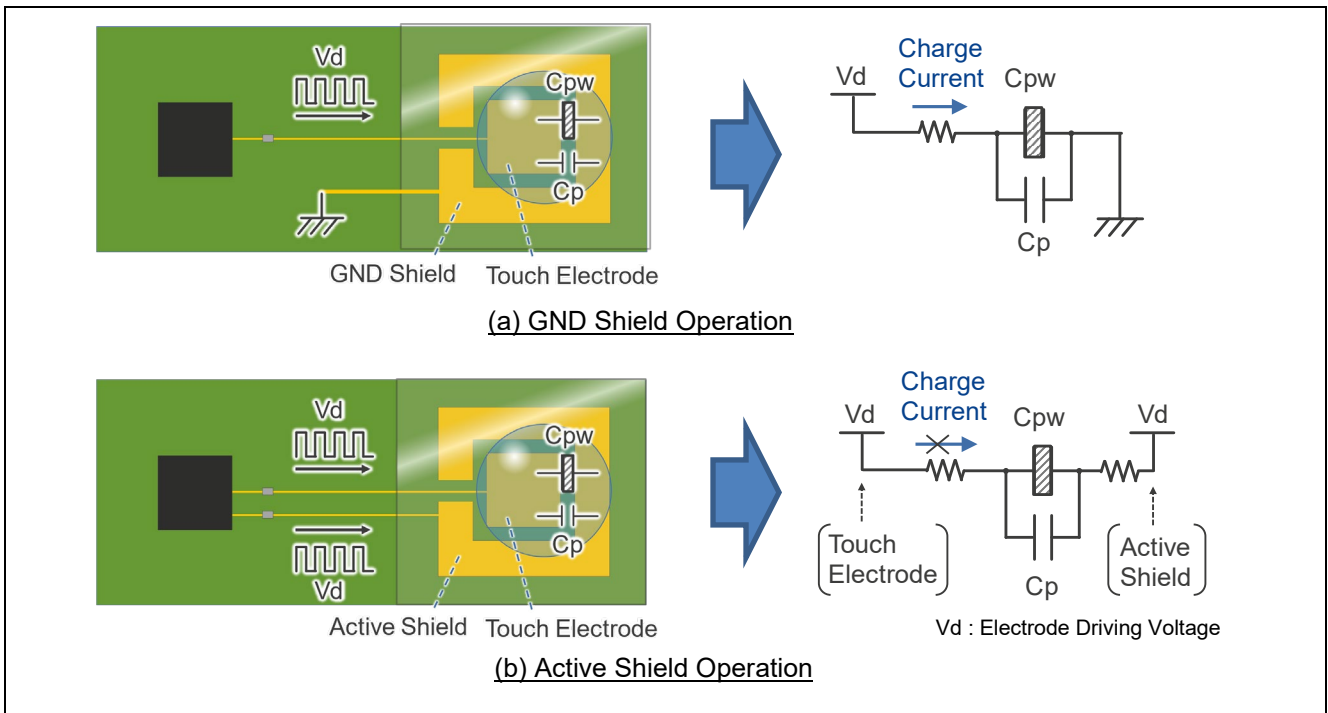 Vd
Cpw
Cp
GND Shield
Touch Electrode
Vd
Charge
Current
Cpw
Cp
(a) GND Shield Operation
Vd
Vd
Cpw
Cp
Active Shield
Touch Electrode
Vd
Charge
Current
Cpw
Vd
Touch
Electrode
Cp
Active
Shield
Vd : Electrode Driving Voltage
(b) Active Shield Operation